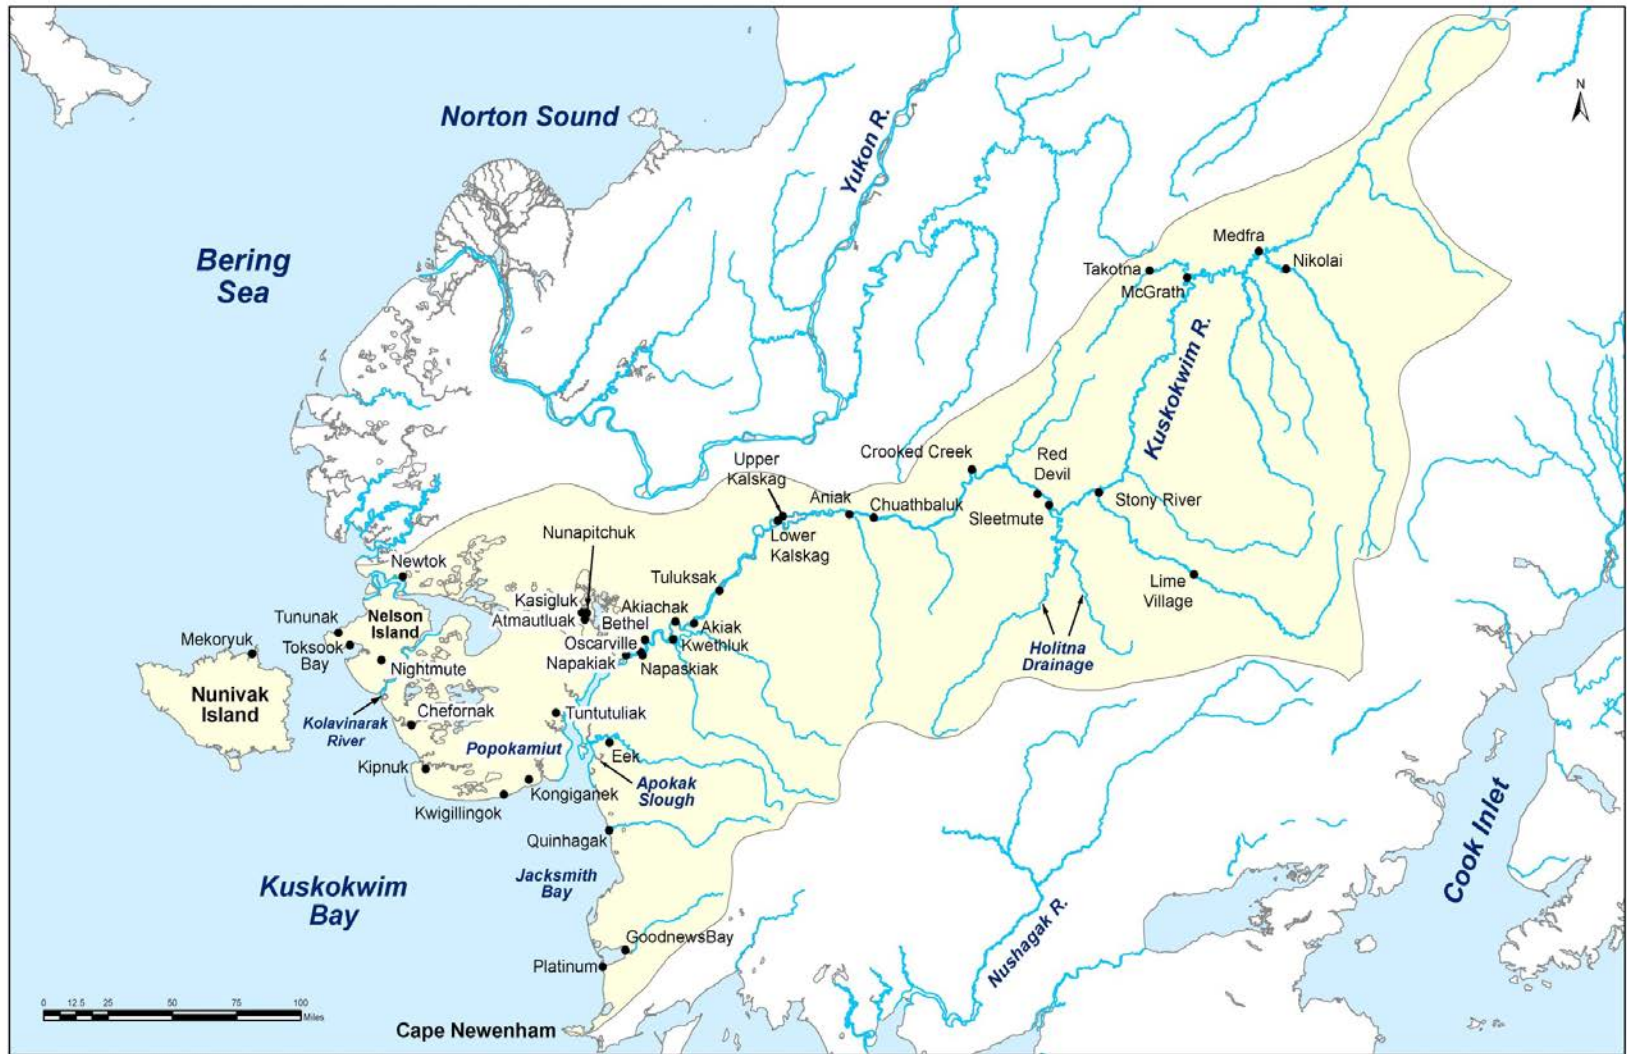 N
Norton Sound
Yukon R.
Bering
Sea
Medfra
Nikolai
Takotna
McGrath
Kuskokwim R.
Crooked Creek
Red
Devil
Upper
Kalskag
Aniak
Chuathbaluk
Sleetmute
Stony River
Lower
Kalskag
Nunapitchuk
Newtok
Tuluksak
Lime
Village
Kasigluk
Akiachak
Atmautluak
Bethel
Akiak
Tununak
Nelson
Island
Mekoryuk
Toksook
Bay
Oscarville
Kwethluk
Napakiak
Napaskiak
Holitna
Drainage
Nightmute
Nunivak
Island
Kolavinarak
River
Chefornak
Tuntutuliak
Popokamiut
Eek
Kipnuk
Apokak
Slough
Kongiganek
Kwigillingok
Quinhagak
Cook Inlet
Jacksmith
Bay
Kuskokwim
Bay
GoodnewsBay
Nushagak R.
Platinum
0 12.5 25 50 75 100
Miles
Cape Newenham